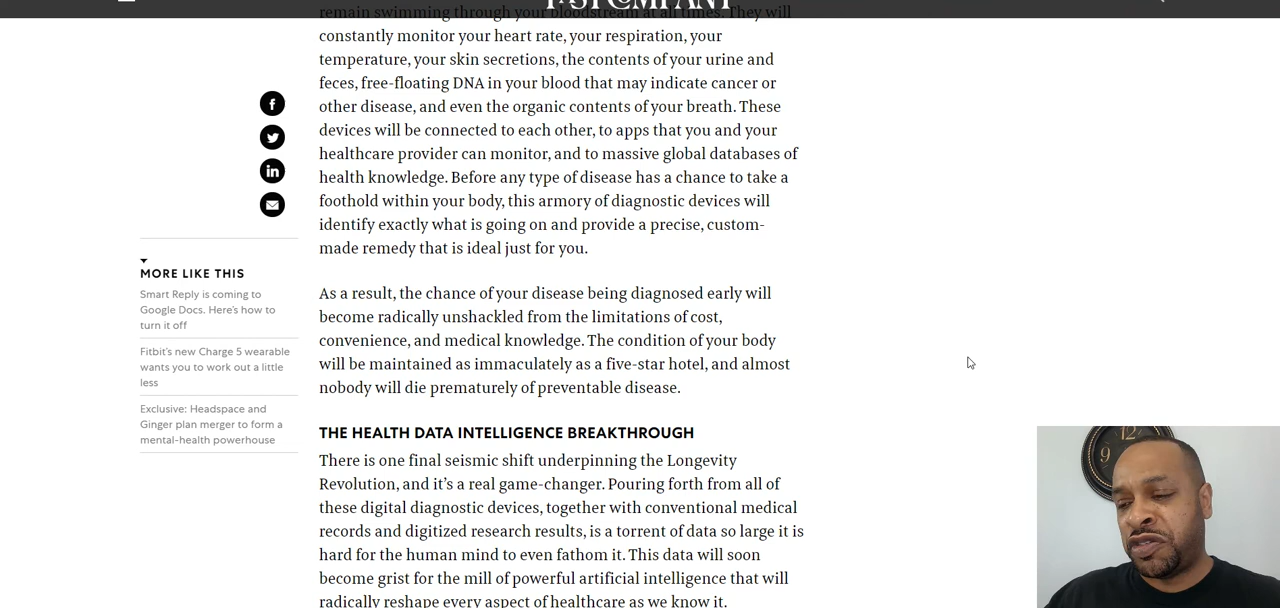 FAST COMPANY
remain swimming through your bloodstream at all times. They will
constantly monitor your heart rate, your respiration, your
temperature, your skin secretions, the contents of your urine and
feces, free-floating DNA in your blood that may indicate cancer or
other disease, and even the organic contents of your breath. These
devices will be connected to each other, to apps that you and your
healthcare provider can monitor, and to massive global databases of
health knowledge. Before any type of disease has a chance to take a
foothold within your body, this armory of diagnostic devices will
identify exactly what is going on and provide a precise, custom-
made remedy that is ideal just for you.
As a result, the chance of your disease being diagnosed early will
become radically unshackled from the limitations of cost,
convenience, and medical knowledge. The condition of your body
will be maintained as immaculately as a five-star hotel, and almost
nobody will die prematurely of preventable disease.
THE HEALTH DATA INTELLIGENCE BREAKTHROUGH
There is one final seismic shift underpinning the Longevity
Revolution, and it’s a real game-changer. Pouring forth from all of
these digital diagnostic devices, together with conventional medical
records and digitized research results, is a torrent of data so large it is
hard for the human mind to even fathom it. This data will soon
become grist for the mill of powerful artificial intelligence that will
radically reshape every aspect of healthcare as we know it.
f
in
MORE LIKE THIS
Smart Reply is coming to
Google Docs. Here’s how to
turn it off
Fitbit’s new Charge 5 wearable
wants you to work out a little
less
Exclusive: Headspace and
Ginger plan merger to form a
mental-health powerhouse
12
9